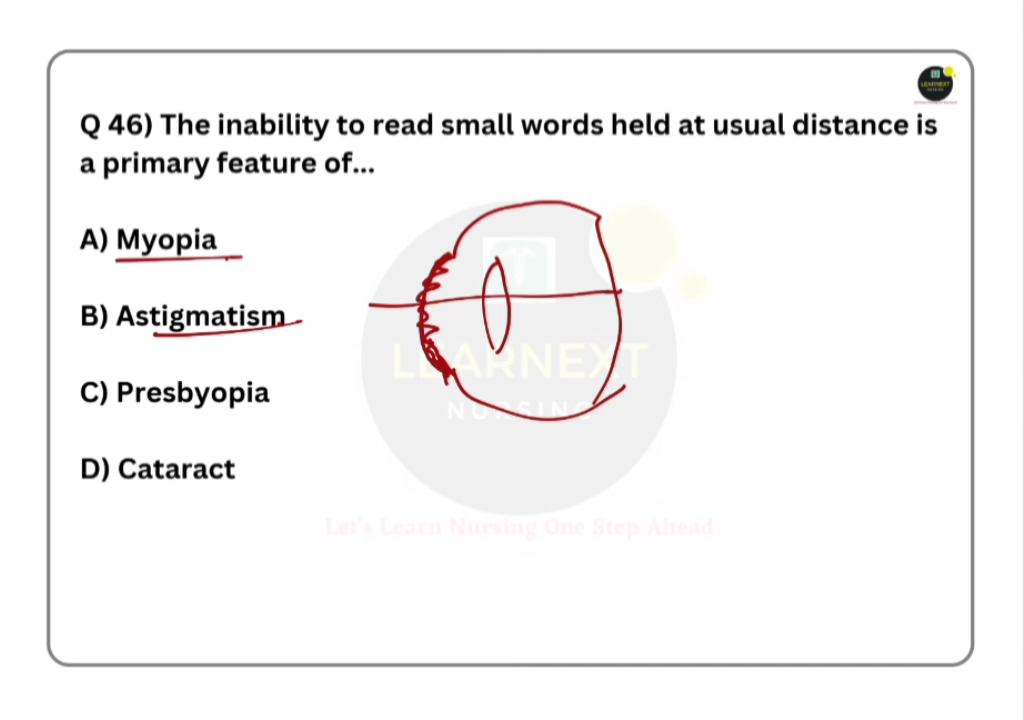 LEARNEXT
Q 46) The inability to read small words held at usual distance is
a primary feature of...
A) Myopia
B) Astigmatism
C) Presbyopia
D) Cataract
LEARNEXT
NURSING
Let's Learn Nursing One Step Ahead